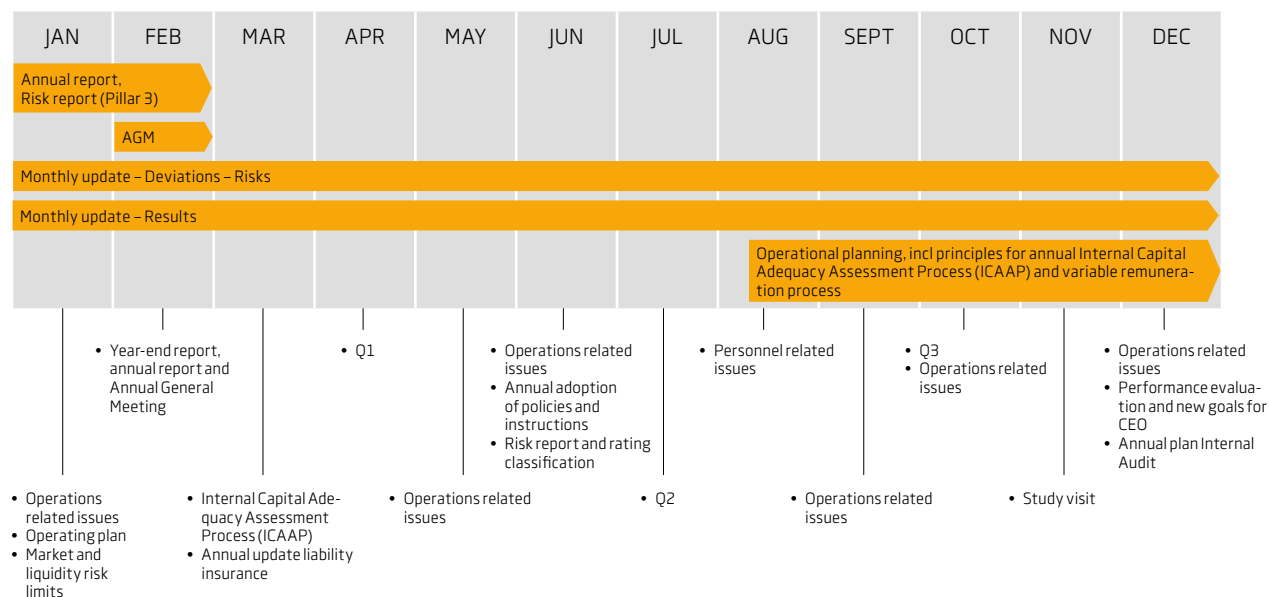 JAN FEB MAR APR MAY JUN JUL AUG SEPT OCT NOV DEC
Annual report,
Risk report (Pillar 3)
AGM
Monthly update – Deviations – Risks
Monthly update – Results
Operational planning, incl principles for annual Internal Capital
Adequacy Assessment Process (ICAAP) and variable remunera-
tion process
• Year-end report,
annual report and
Annual General
Meeting
• Q1
• Operations related
issues
• Annual adoption
of policies and
instructions
• Risk report and rating
classification
• Personnel related
issues
• Q3
• Operations related
issues
• Operations related
issues
• Performance evalua-
tion and new goals for
CEO
• Annual plan Internal
Audit
• Operations
related issues
• Operating plan
• Market and
liquidity risk
limits
• Internal Capital Ade-
quacy Assessment
Process (ICAAP)
• Annual update liability
insurance
• Operations related
issues
• Q2
• Operations related
issues
• Study visit